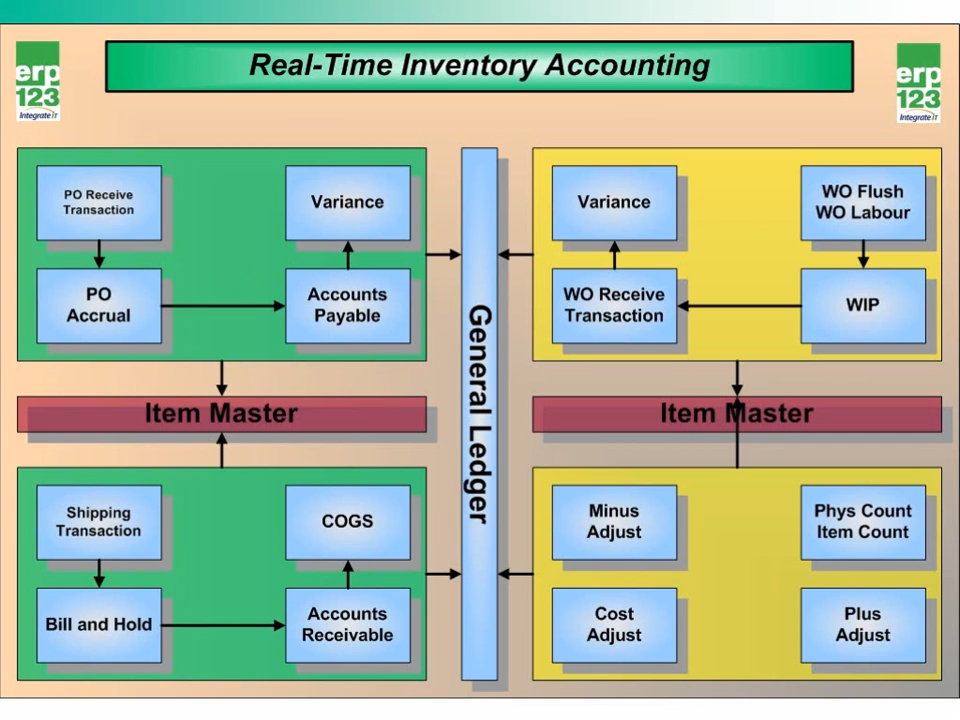 Real-Time Inventory Accounting
erp
123
Integrate iT
erp
123
Integrate iT
PO Receive
Transaction
Variance
PO
Accrual
Accounts
Payable
Variance
WO Flush
WO Labour
WO Receive
Transaction
WIP
General Ledger
Item Master
Item Master
Shipping
Transaction
COGS
Bill and Hold
Accounts
Receivable
Minus
Adjust
Phys Count
Item Count
Cost
Adjust
Plus
Adjust